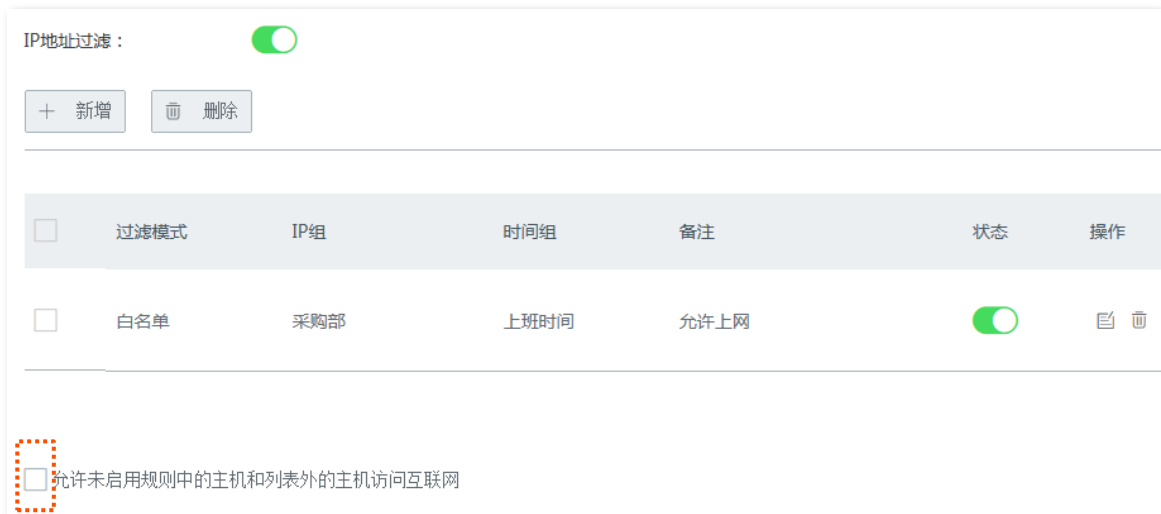 IP地址过滤：
新增 删除
过滤模式 IP组 时间组 备注 状态 操作
白名单 采购部 上班时间 允许上网
允许未启用规则中的主机和列表外的主机访问互联网